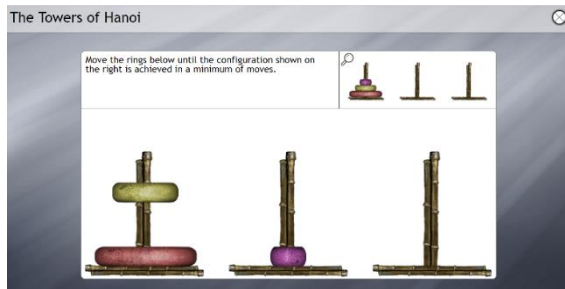 The Towers of Hanoi
Move the rings below until the configuration shown on
the right is achieved in a minimum of moves.